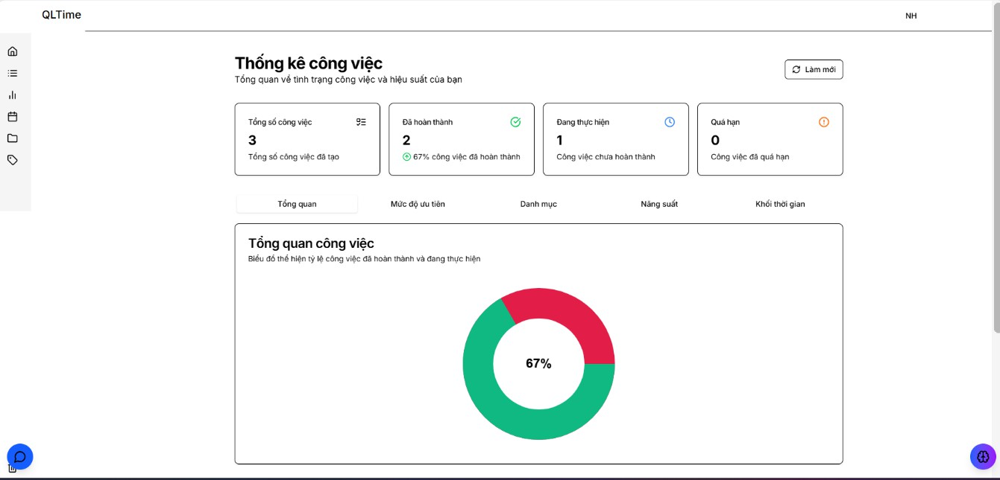 QLTime
NH
Thống kê công việc
Tổng quan về tình trạng công việc và hiệu suất của bạn
Làm mới
Tổng số công việc
3
Tổng số công việc đã tạo
Đã hoàn thành
2
67% công việc đã hoàn thành
Đang thực hiện
1
Công việc chưa hoàn thành
Quá hạn
0
Công việc đã quá hạn
Tổng quan
Mức độ ưu tiên
Danh mục
Năng suất
Khối thời gian
Tổng quan công việc
Biểu đồ thể hiện tỷ lệ công việc đã hoàn thành và đang thực hiện
67%